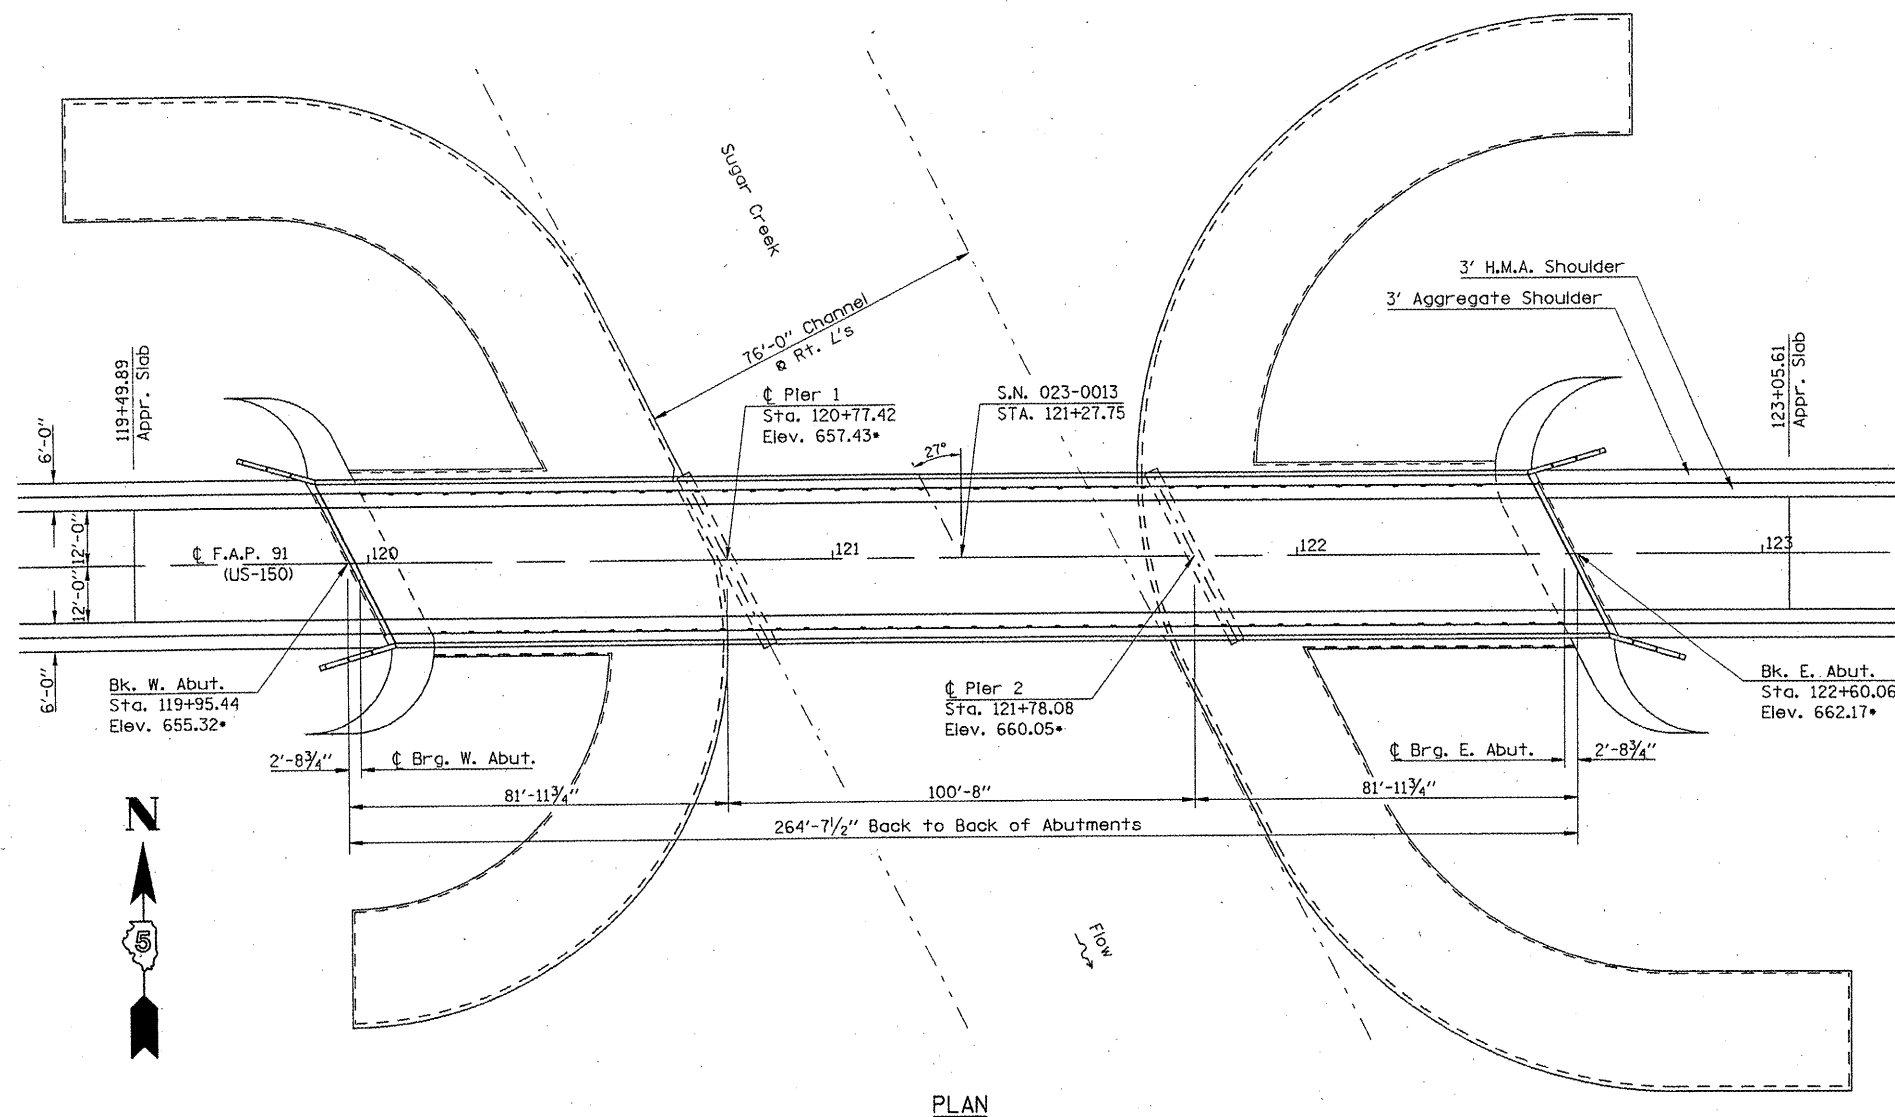 Sugar Creek
76'-0" Channel
@ Rt. L's
3' H.M.A. Shoulder
3' Aggregate Shoulder
119+49.89
Appr. Slab
123+05.61
Appr. Slab
℄ Pier 1
Sta. 120+77.42
Elev. 657.43*
S.N. 023-0013
STA. 121+27.75
27°
6'-0"
12'-0"
12'-0"
6'-0"
℄ F.A.P. 91
(US-150)
120
121
122
123
Bk. W. Abut.
Sta. 119+95.44
Elev. 655.32*
℄ Pier 2
Sta. 121+78.08
Elev. 660.05*
Bk. E. Abut.
Sta. 122+60.06
Elev. 662.17*
2'-8¾"
℄ Brg. W. Abut.
℄ Brg. E. Abut.
2'-8¾"
81'-11¾"
100'-8"
81'-11¾"
264'-7½" Back to Back of Abutments
N
5
Flow
PLAN